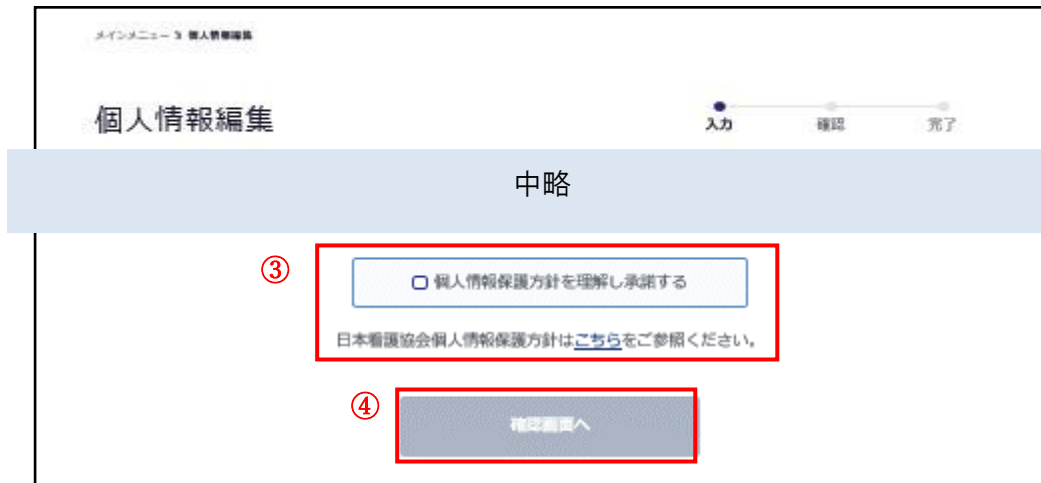 メインメニュー > 個人情報編集
個人情報編集
入力 確認 完了
中略
③
個人情報保護方針を理解し承諾する
日本看護協会個人情報保護方針はこちらをご参照ください。
④
確認画面へ